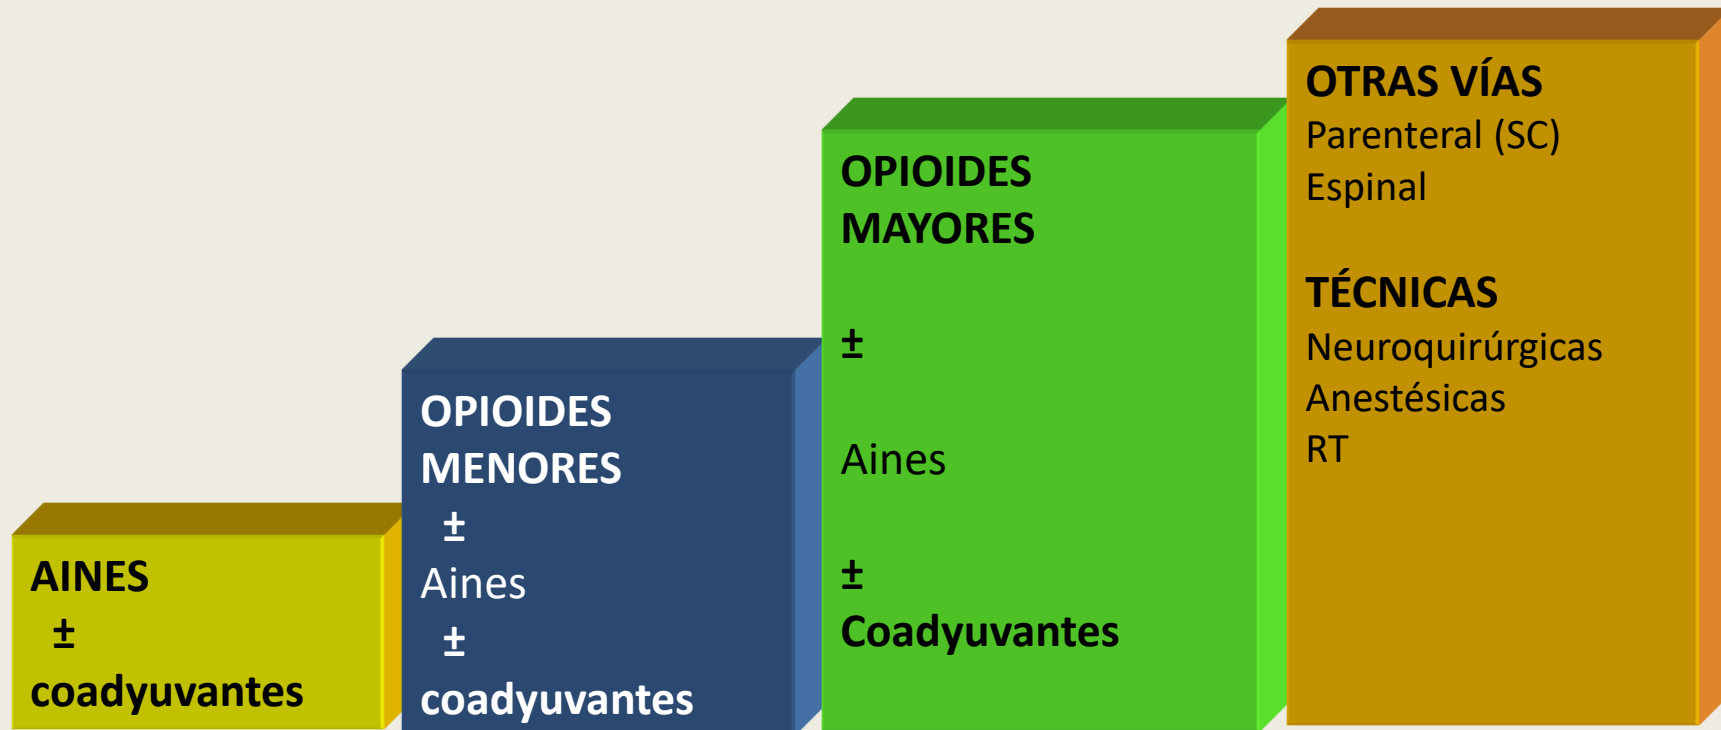 AINES
±
coadyuvantes
OPIOIDES
MENORES
±
Aines
±
coadyuvantes
OPIOIDES
MAYORES
±
Aines
±
Coadyuvantes
OTRAS VÍAS
Parenteral (SC)
Espinal
TÉCNICAS
Neuroquirúrgicas
Anestésicas
RT